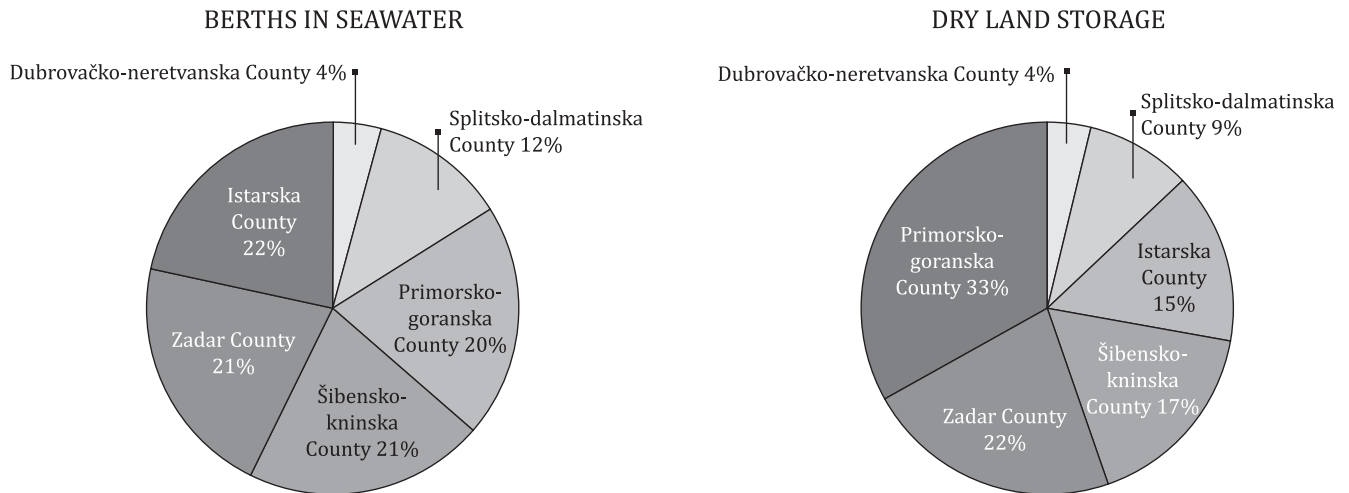 BERTHS IN SEAWATER
Dubrovačko-neretvanska County 4%
Splitsko-dalmatinska
County 12%
Istarska
County
22%
Primorsko-
goranska
County 20%
Zadar County
21%
Šibensko-
kninska
County 21%
DRY LAND STORAGE
Dubrovačko-neretvanska County 4%
Splitsko-dalmatinska
County 9%
Primorsko-
goranska
County 33%
Istarska
County
15%
Šibensko-
kninska
County 17%
Zadar County
22%